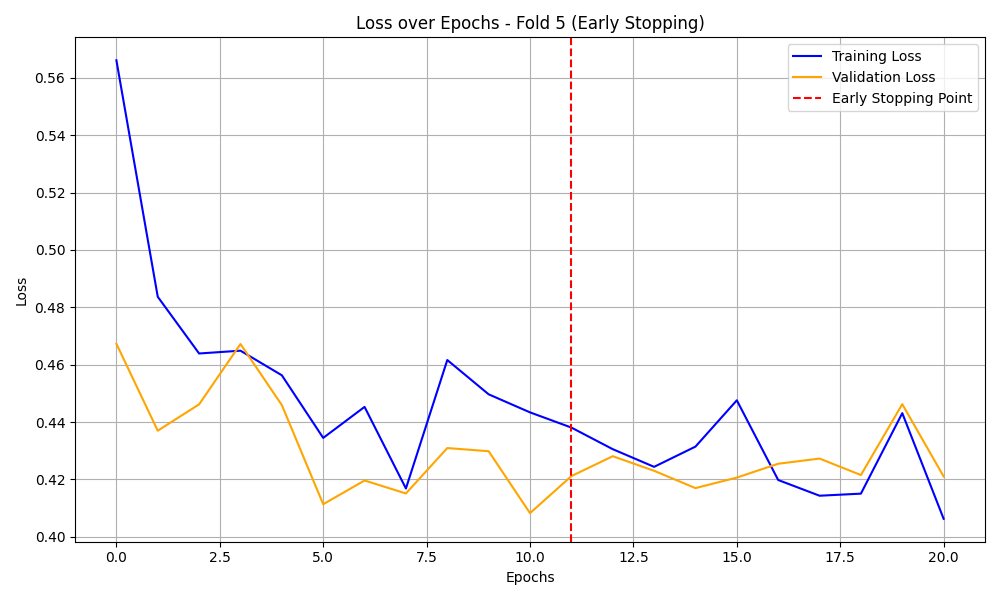 Loss over Epochs - Fold 5 (Early Stopping)
Training Loss
Validation Loss
Early Stopping Point
Loss
0.56
0.54
0.52
0.50
0.48
0.46
0.44
0.42
0.40
0.0 2.5 5.0 7.5 10.0 12.5 15.0 17.5 20.0
Epochs